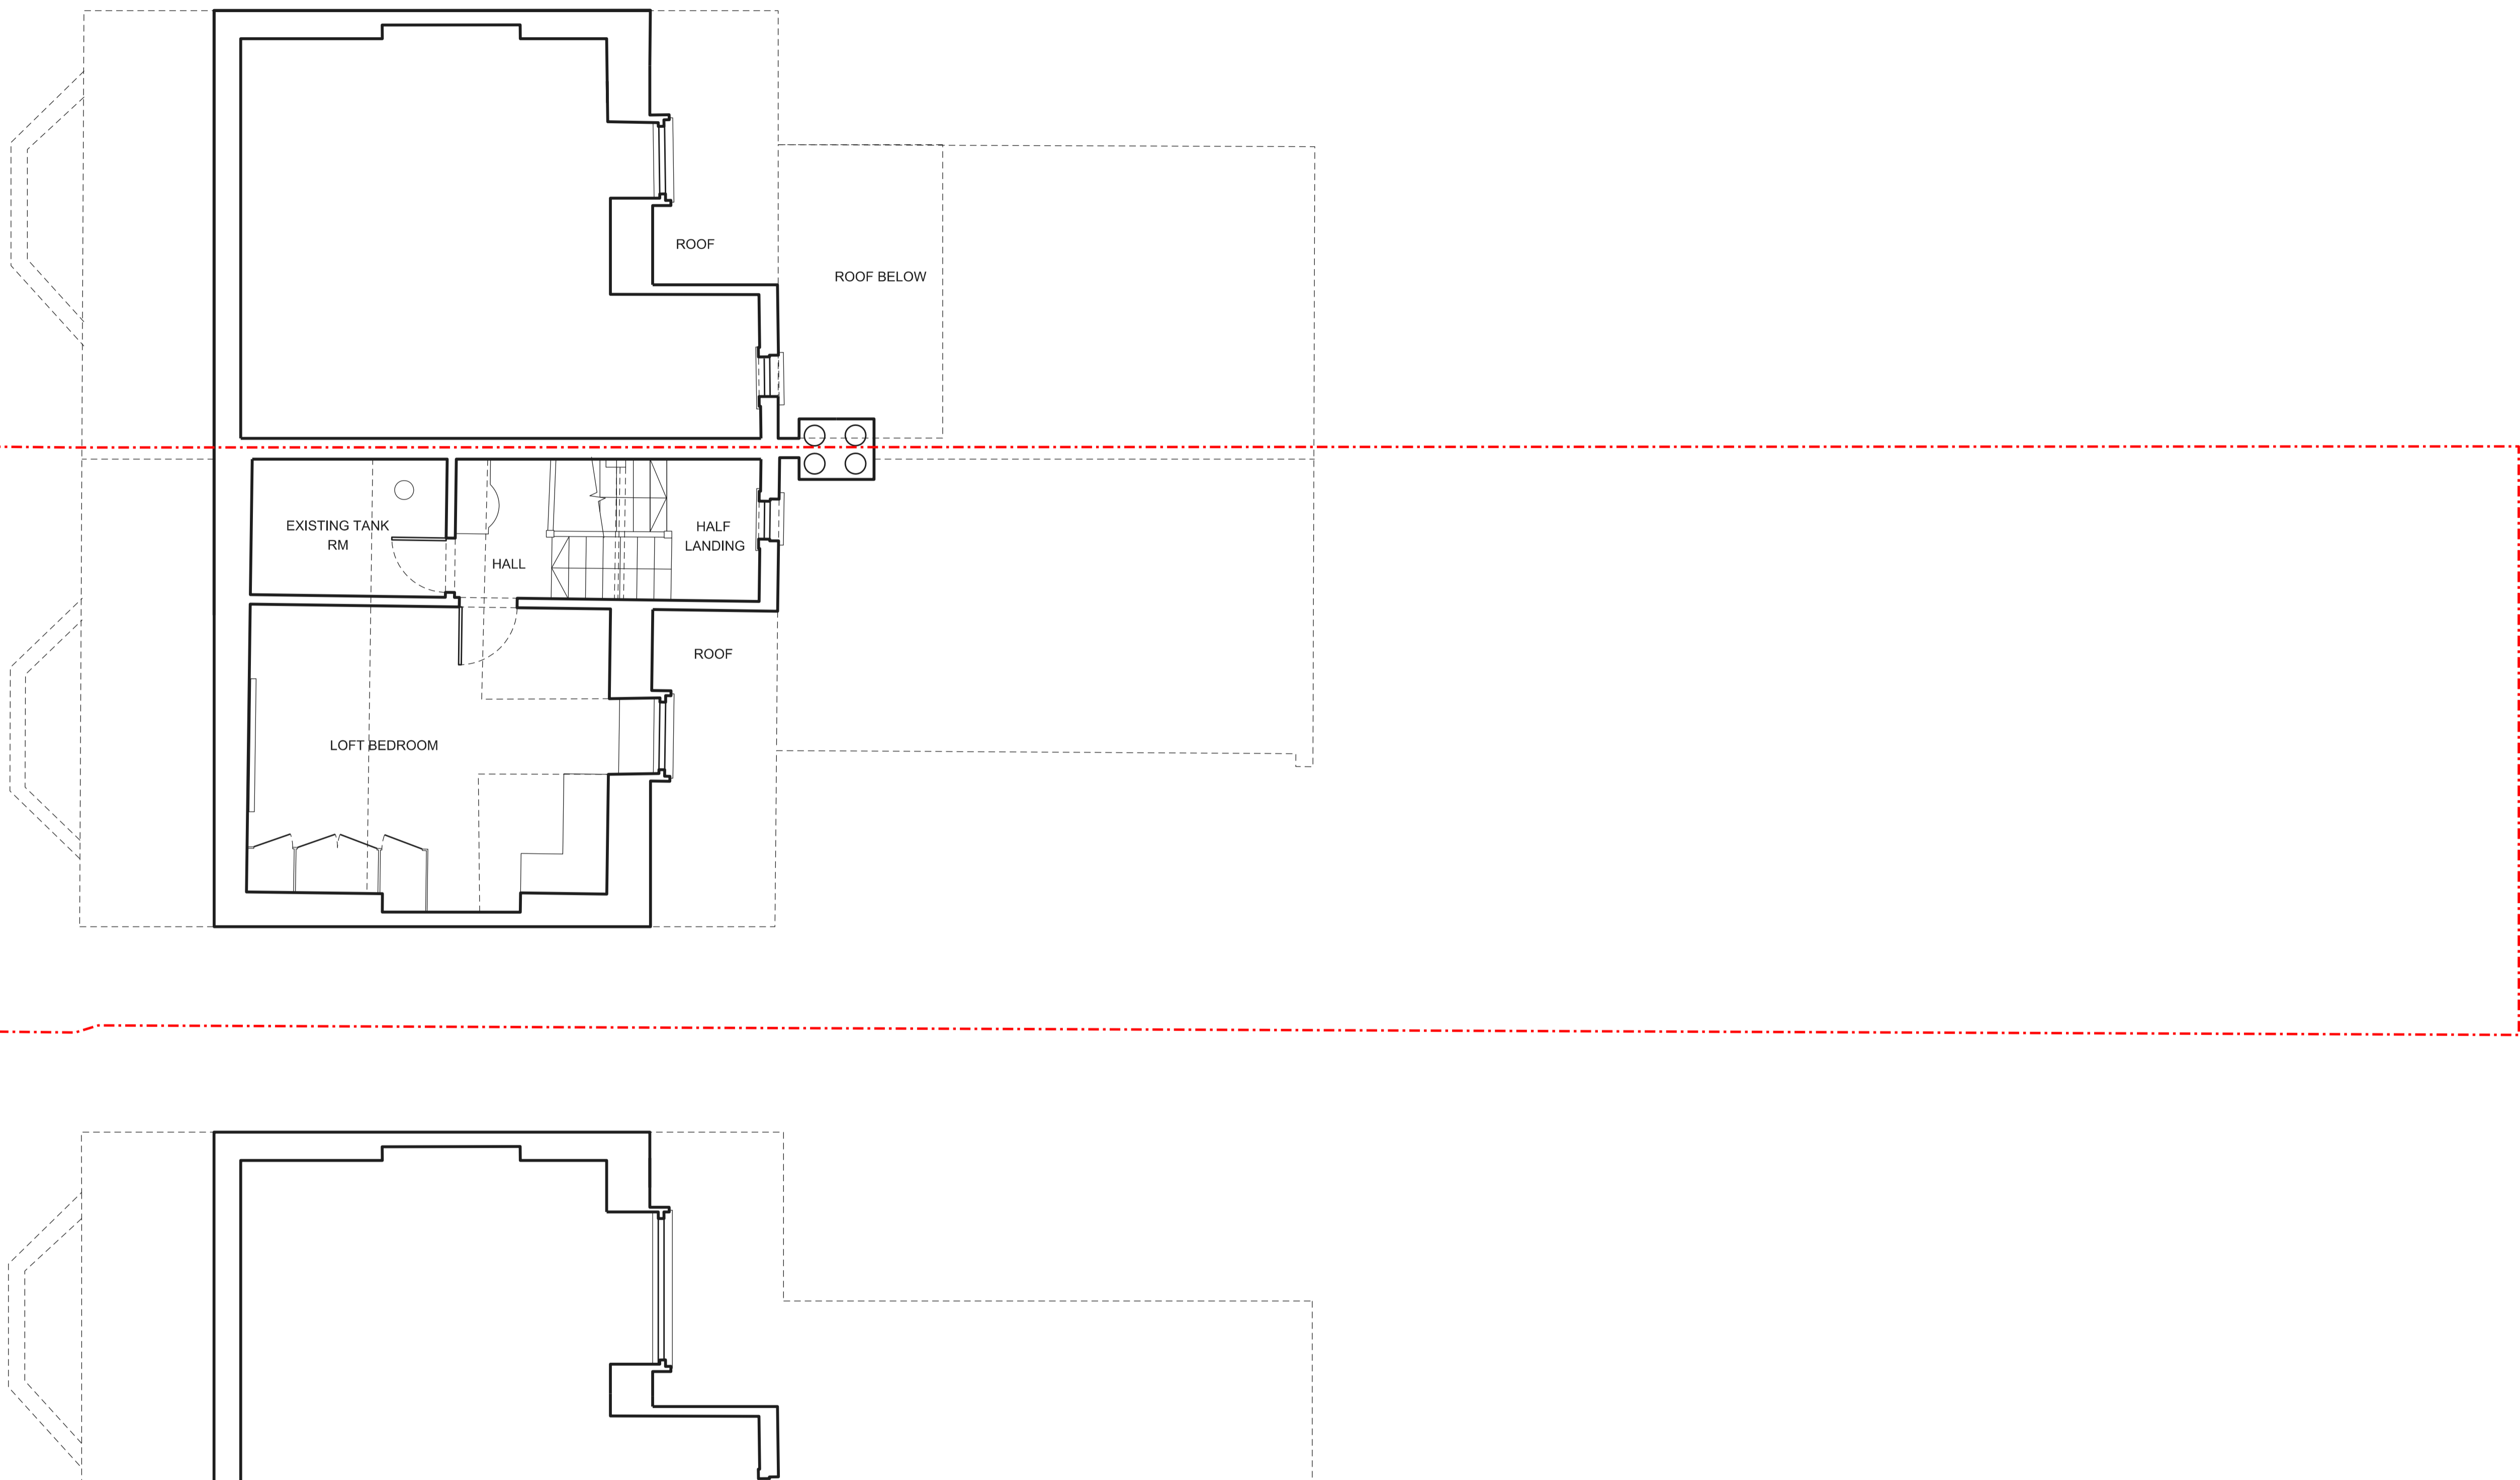 ROOF
ROOF BELOW
EXISTING TANK
RM
HALL
HALF
LANDING
ROOF
LOFT BEDROOM